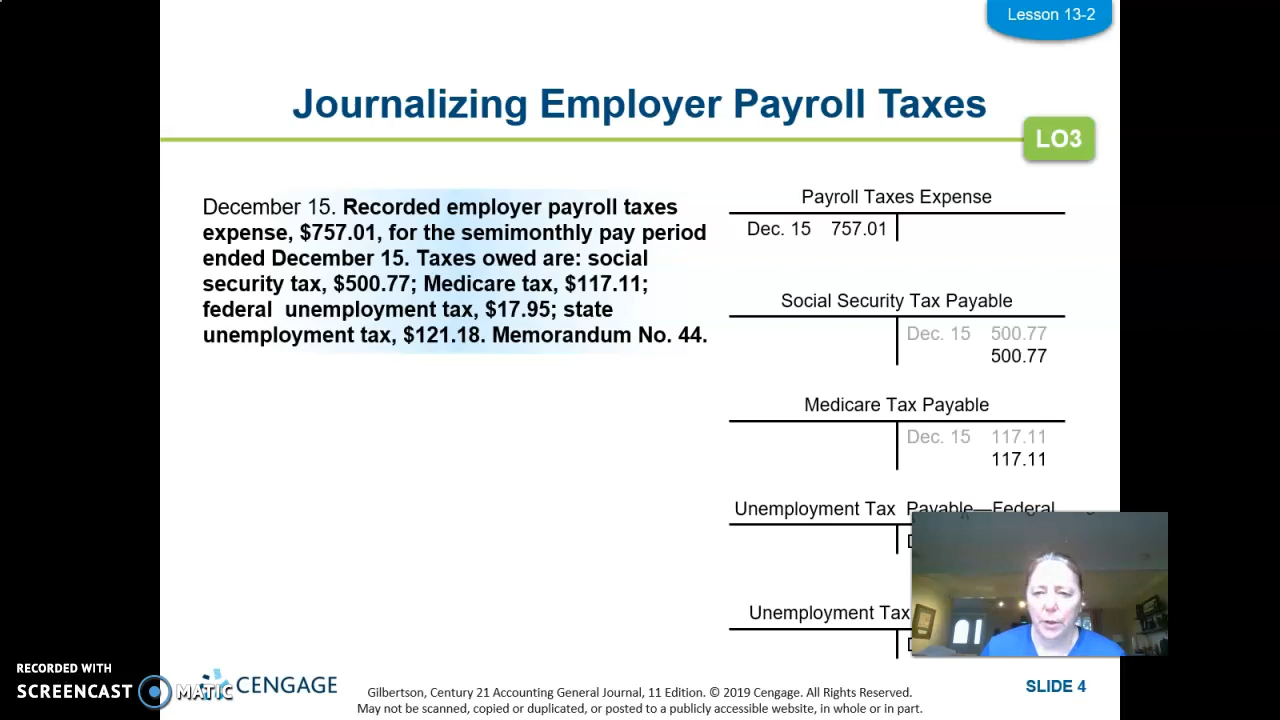 Lesson 13-2
Journalizing Employer Payroll Taxes
LO3
December 15. Recorded employer payroll taxes
expense, $757.01, for the semimonthly pay period
ended December 15. Taxes owed are: social
security tax, $500.77; Medicare tax, $117.11;
federal unemployment tax, $17.95; state
unemployment tax, $121.18. Memorandum No. 44.
Payroll Taxes Expense
Dec. 15 757.01
Social Security Tax Payable
Dec. 15 500.77
500.77
Medicare Tax Payable
Dec. 15 117.11
117.11
Unemployment Tax Payable—Federal
Unemployment Tax
RECORDED WITH
SCREENCAST MATIC
CENGAGE
Gilbertson, Century 21 Accounting General Journal, 11 Edition. © 2019 Cengage. All Rights Reserved.
May not be scanned, copied or duplicated, or posted to a publicly accessible website, in whole or in part.
SLIDE 4